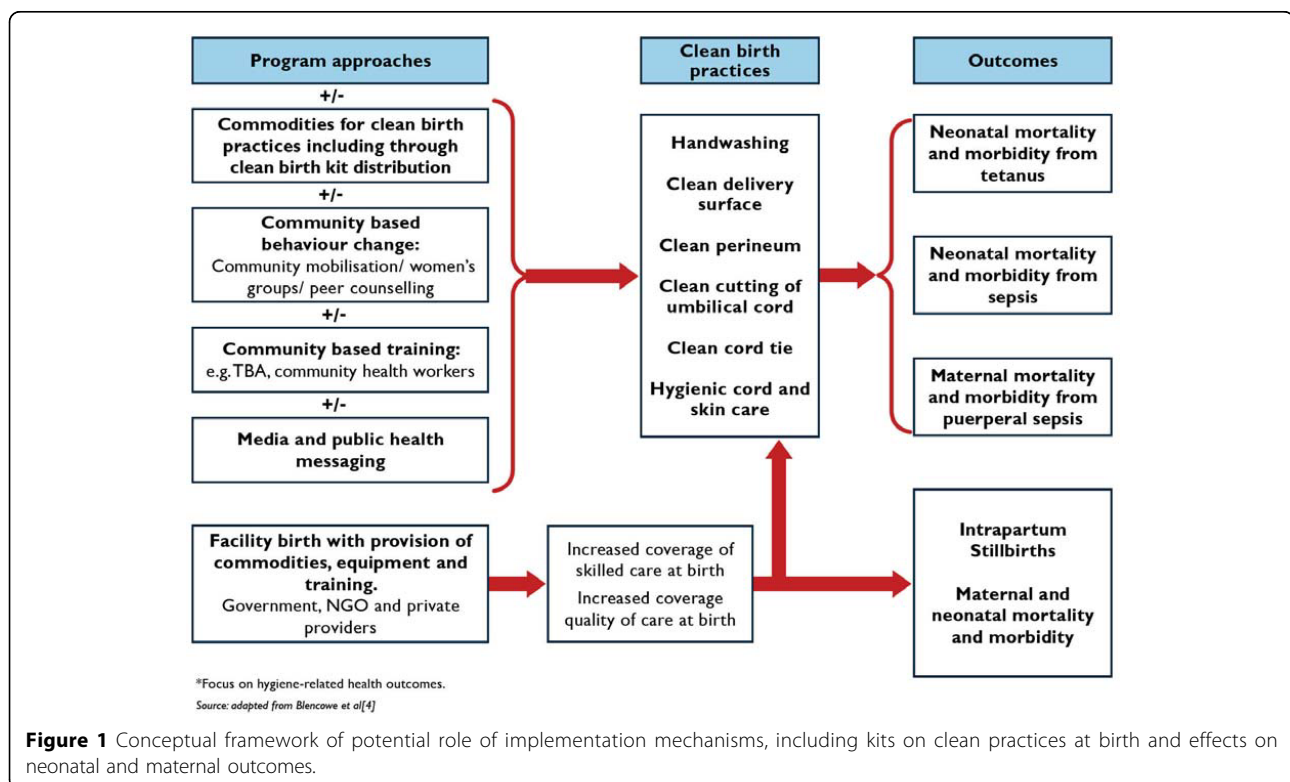 Program approaches
+/-
Commodities for clean birth
practices including through
clean birth kit distribution
+/-
Community based
behaviour change:
Community mobilisation/ women's
groups/ peer counselling
+/-
Community based training:
e.g. TBA, community health workers
+/-
Media and public health
messaging
Facility birth with provision of
commodities, equipment and
training.
Government, NGO and private
providers
Increased coverage of
skilled care at birth
Increased coverage
quality of care at birth
Clean birth
practices
Handwashing
Clean delivery
surface
Clean perineum
Clean cutting of
umbilical cord
Clean cord tie
Hygienic cord and
skin care
Outcomes
Neonatal mortality
and morbidity from
tetanus
Neonatal mortality
and morbidity from
sepsis
Maternal mortality
and morbidity from
puerperal sepsis
Intrapartum
Stillbirths
Maternal and
neonatal mortality
and morbidity
*Focus on hygiene-related health outcomes.
Source: adapted from Blencowe et al[4]
Figure 1 Conceptual framework of potential role of implementation mechanisms, including kits on clean practices at birth and effects on
neonatal and maternal outcomes.